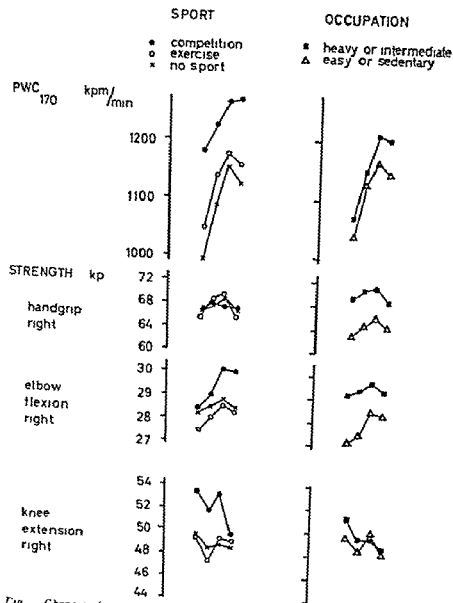 SPORT
OCCUPATION
competition
exercise
no sport
heavy or intermediate
easy or sedentary
PWC170 kpm/min
1200
1100
1000
STRENGTH kp
72
68
64
60
handgrip
right
30
29
28
27
elbow
flexion
right
54
52
50
48
46
44
knee
extension
right